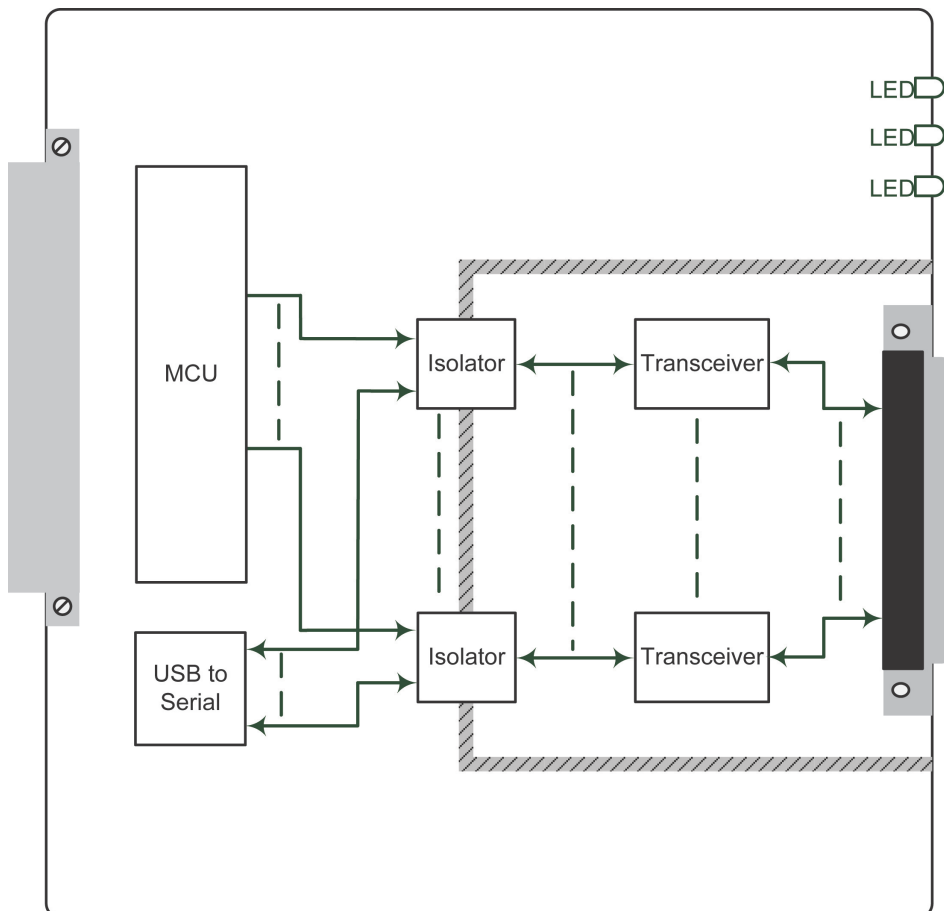 LED
LED
LED
MCU
Isolator
Transceiver
Isolator
Transceiver
USB to
Serial